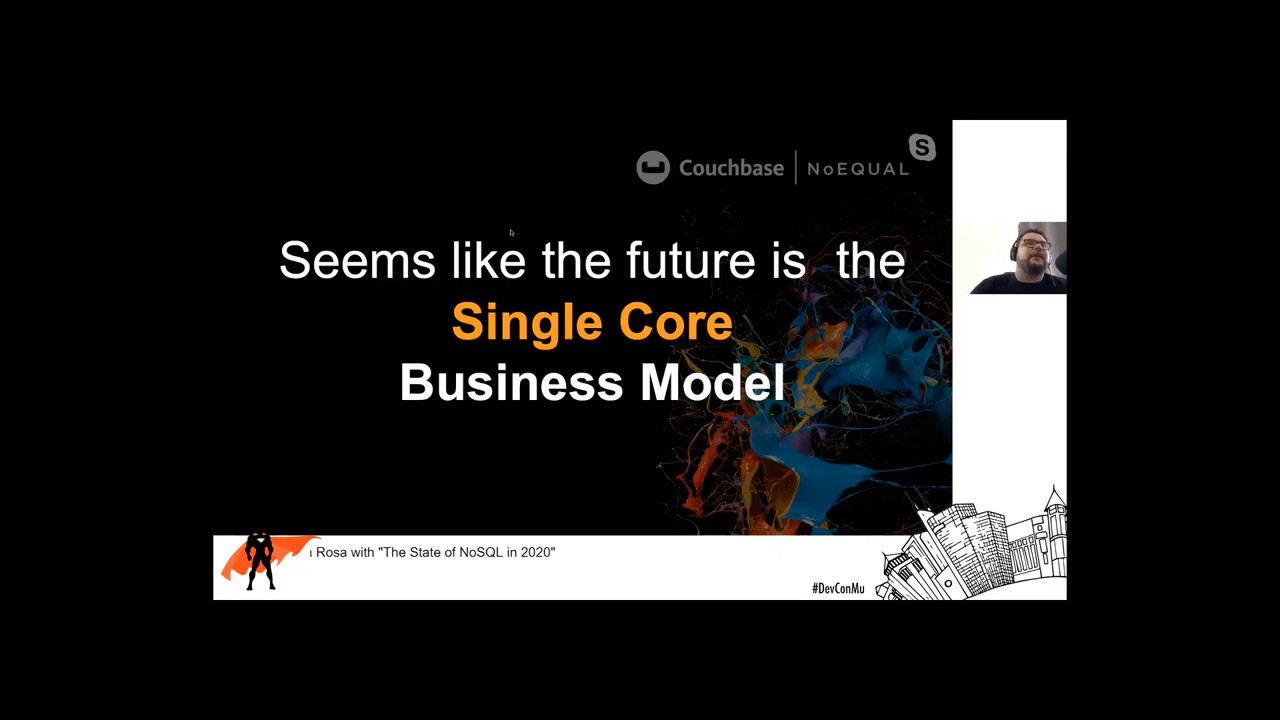 Couchbase | NOEQUAL
S
Seems like the future is the
Single Core
Business Model
Rosa with "The State of NoSQL in 2020"
#DevConMu